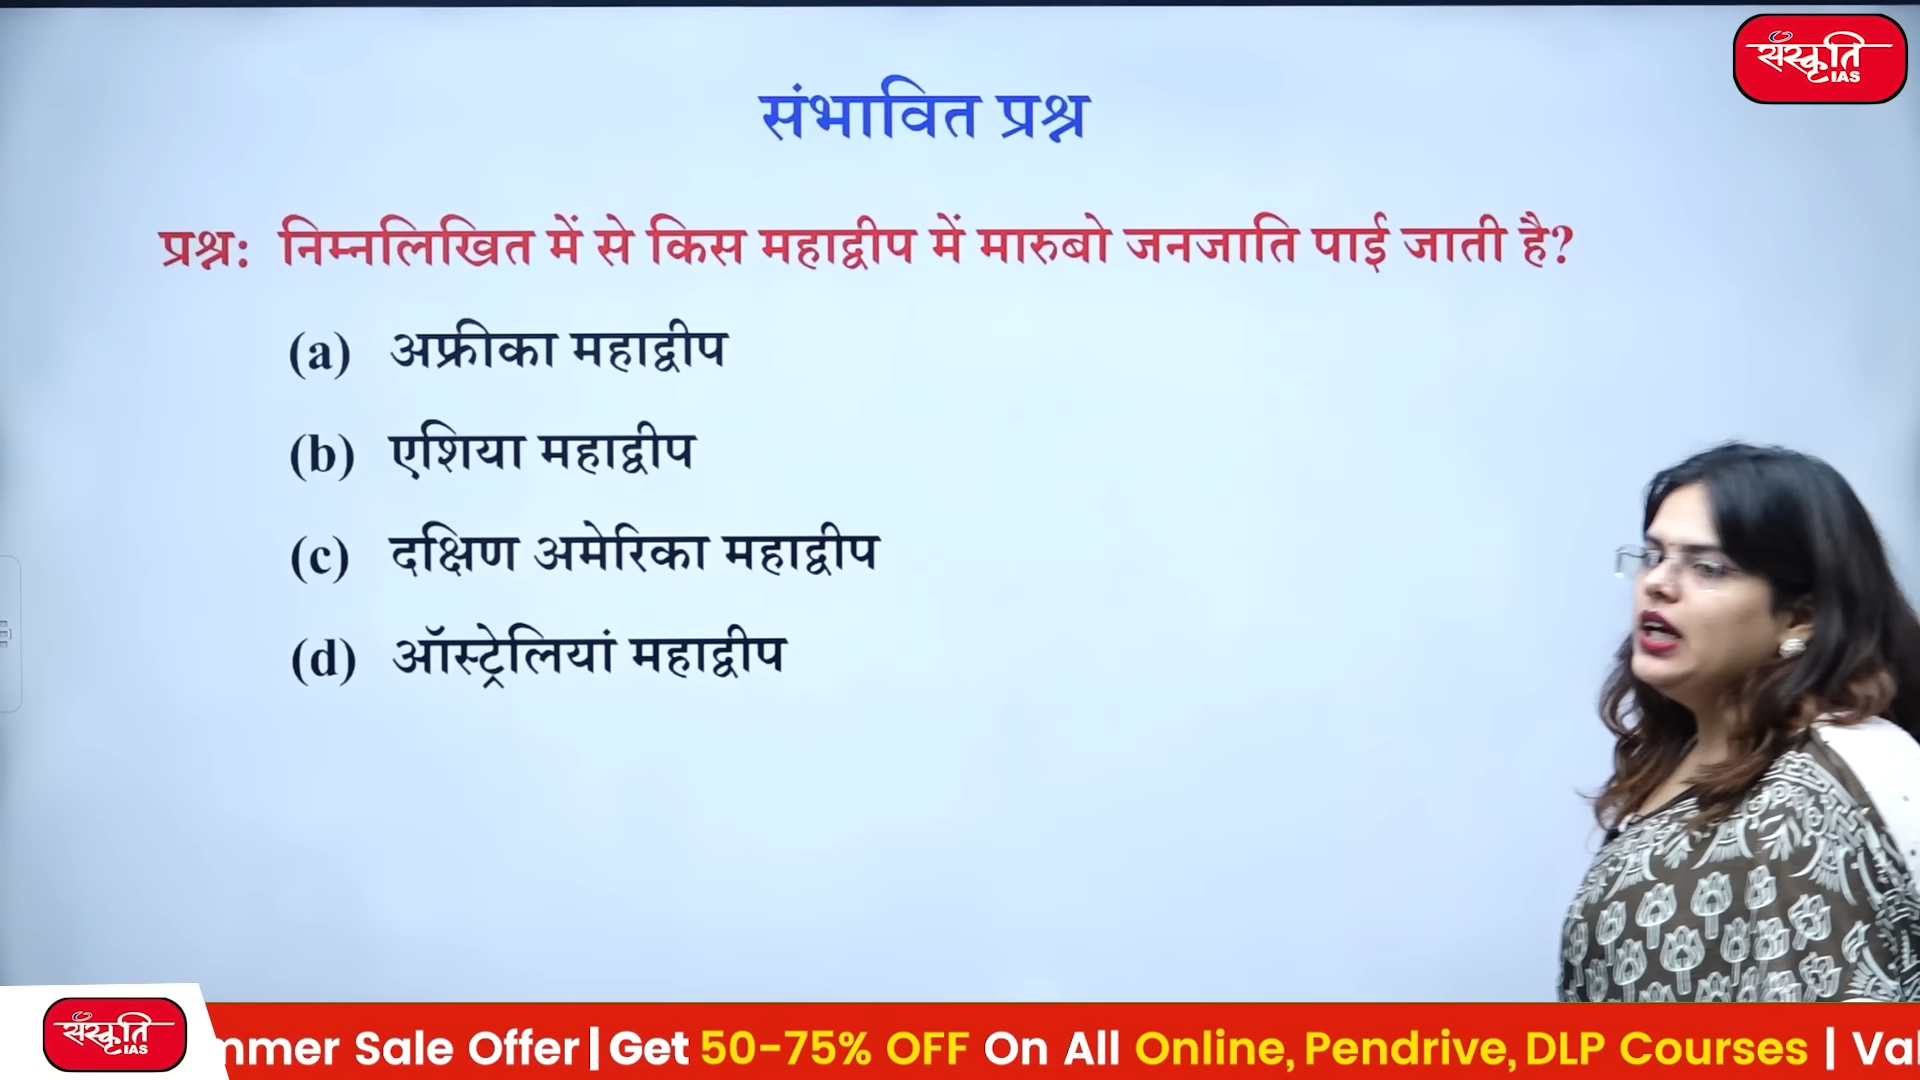 संस्कृति
IAS
संभावित प्रश्न
प्रश्न: निम्नलिखित में से किस महाद्वीप में मारुबो जनजाति पाई जाती है?
(a) अफ्रीका महाद्वीप
(b) एशिया महाद्वीप
(c) दक्षिण अमेरिका महाद्वीप
(d) ऑस्ट्रेलियां महाद्वीप
संस्कृति
IAS
mmer Sale Offer | Get 50-75% OFF On All Online, Pendrive, DLP Courses | Val